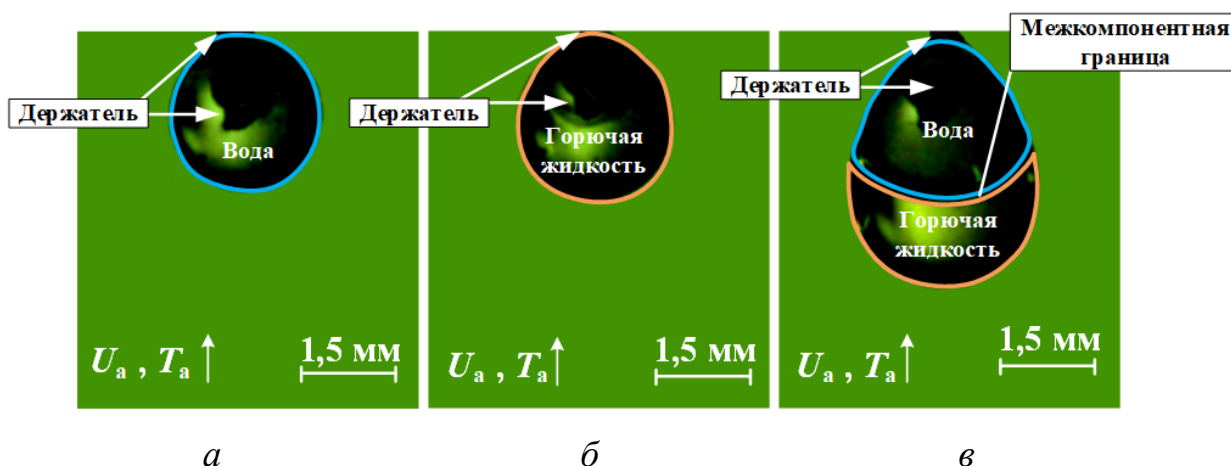 Держатель
Вода
U_a , T_a ↑
1,5 мм
а
Держатель
Горючая
жидкость
U_a , T_a ↑
1,5 мм
б
Межкомпонентная
граница
Держатель
Вода
Горючая
жидкость
U_a , T_a ↑
1,5 мм
в